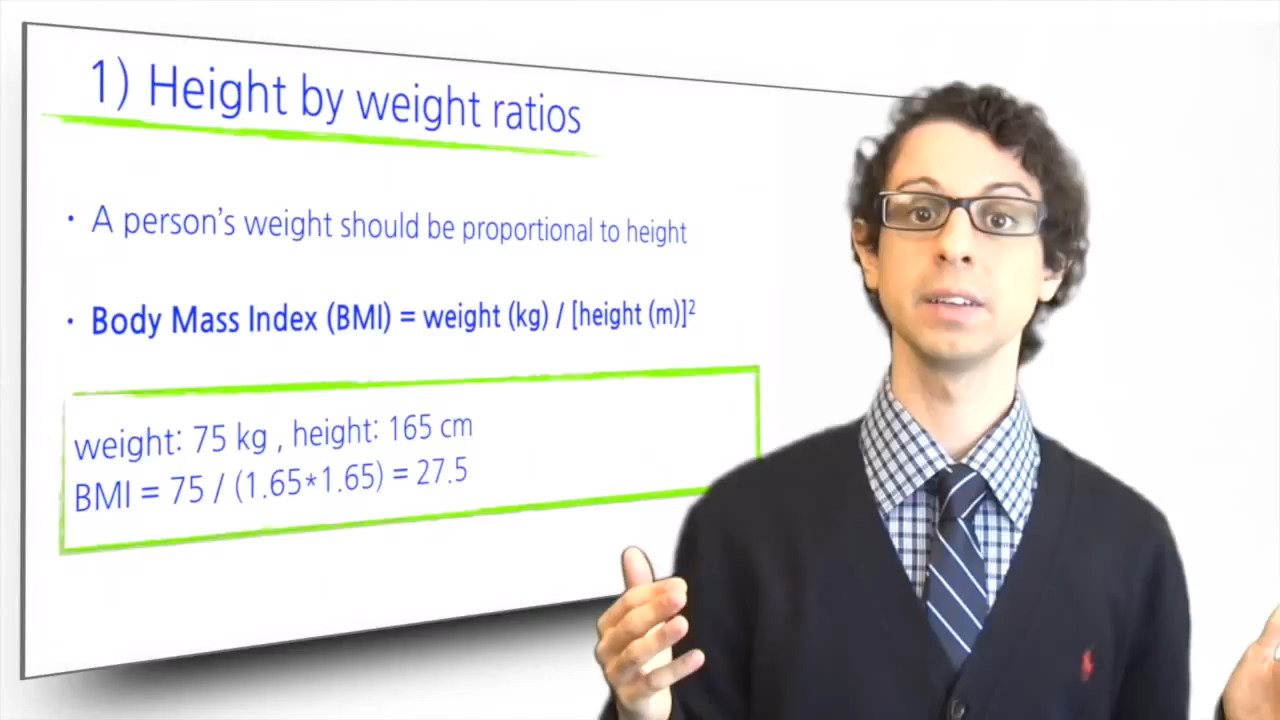 1) Height by weight ratios
• A person's weight should be proportional to height
• Body Mass Index (BMI) = weight (kg) / [height (m)]²
weight: 75 kg , height: 165 cm
BMI = 75 / (1.65*1.65) = 27.5